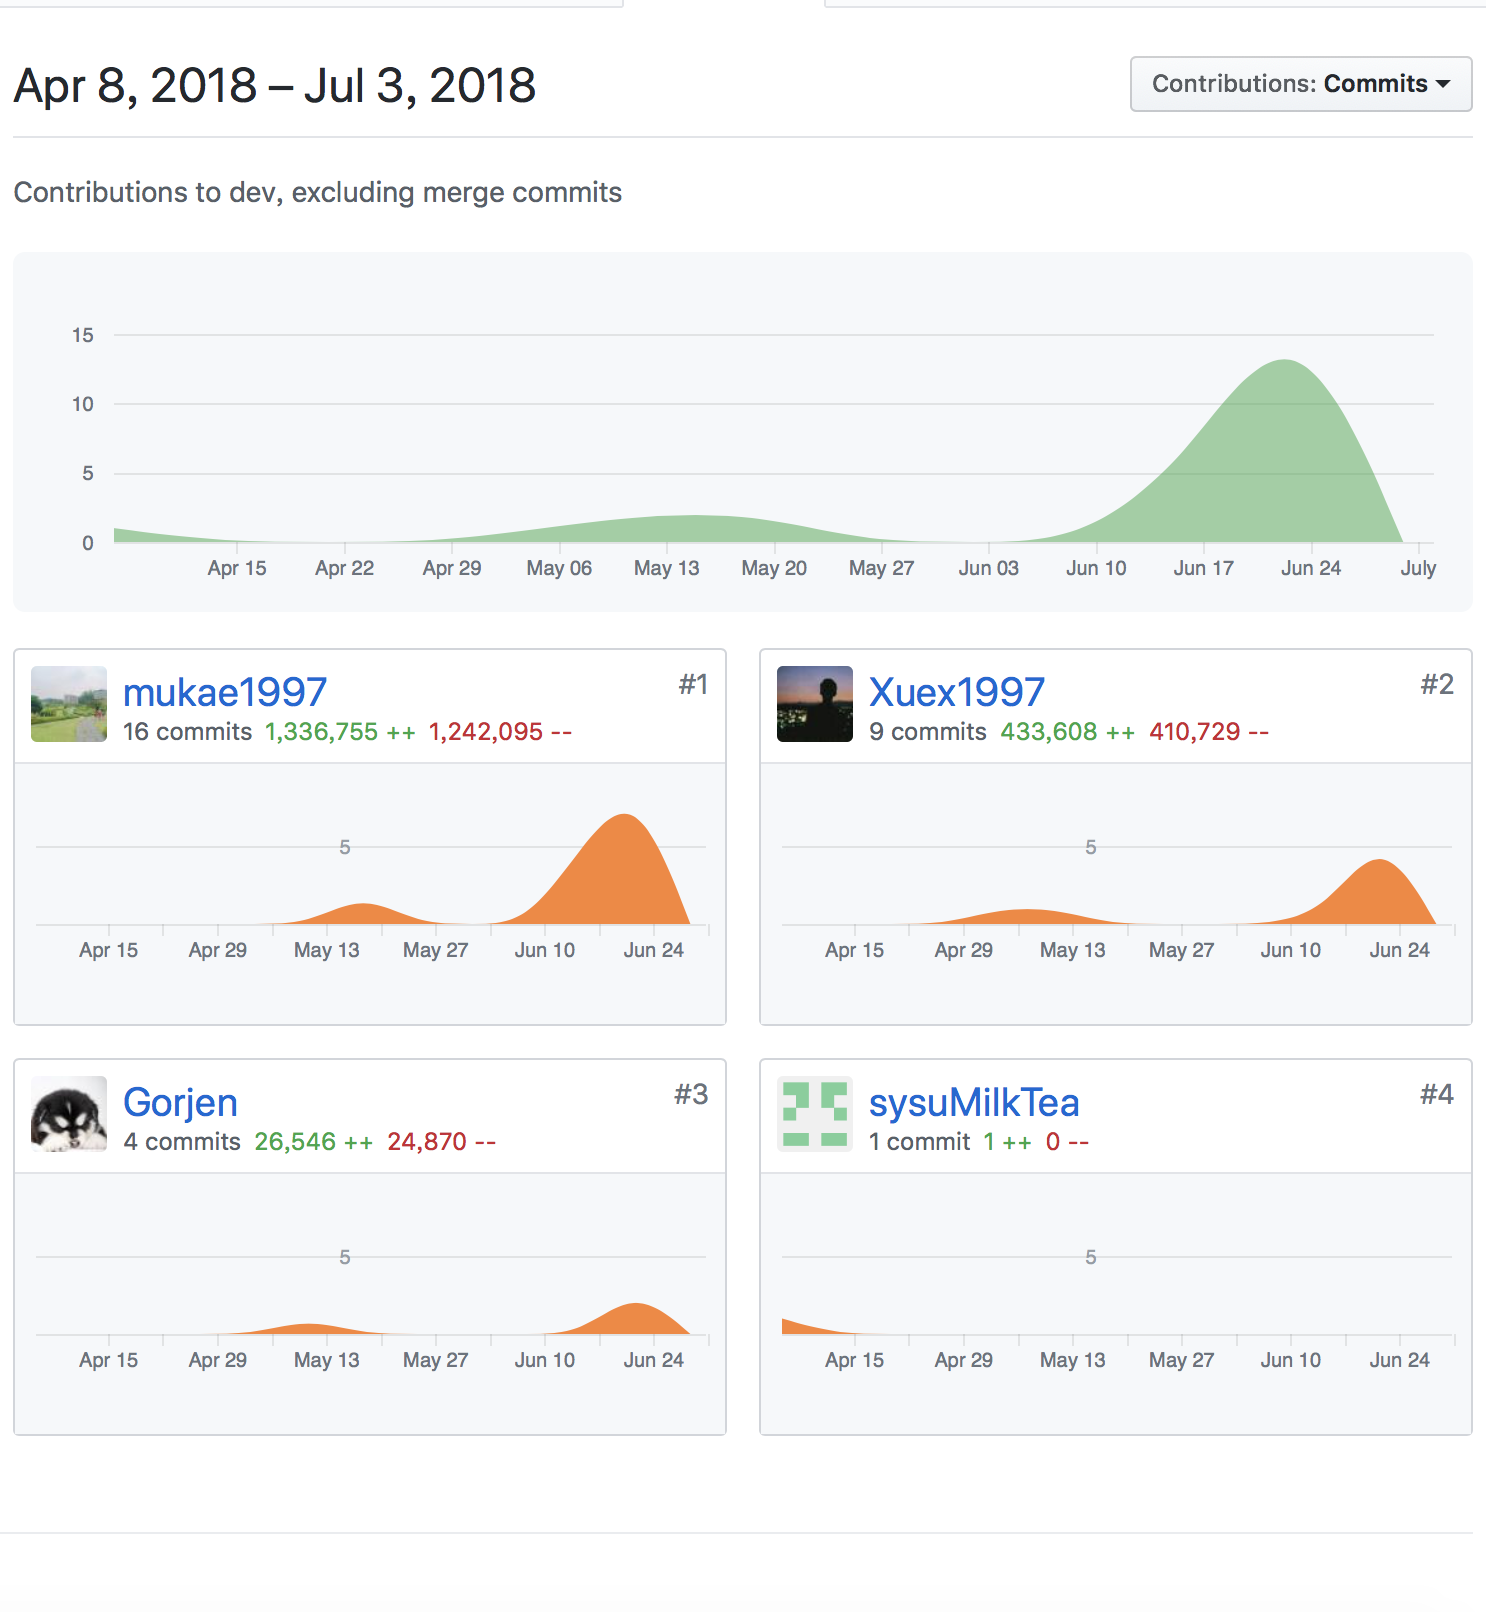 Apr 8, 2018 – Jul 3, 2018
Contributions: Commits
Contributions to dev, excluding merge commits
15
10
5
0
Apr 15 Apr 22 Apr 29 May 06 May 13 May 20 May 27 Jun 03 Jun 10 Jun 17 Jun 24 July
mukae1997 #1
16 commits 1,336,755 ++ 1,242,095 --
5
Apr 15 Apr 29 May 13 May 27 Jun 10 Jun 24
Xuex1997 #2
9 commits 433,608 ++ 410,729 --
5
Apr 15 Apr 29 May 13 May 27 Jun 10 Jun 24
Gorjen #3
4 commits 26,546 ++ 24,870 --
5
Apr 15 Apr 29 May 13 May 27 Jun 10 Jun 24
sysuMilkTea #4
1 commit 1 ++ 0 --
5
Apr 15 Apr 29 May 13 May 27 Jun 10 Jun 24